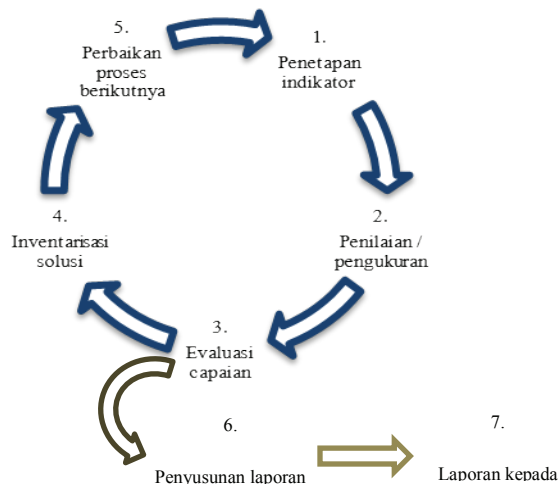 1.
Penetapan
indikator
2.
Penilaian /
pengukuran
3.
Evaluasi
capaian
4.
Inventarisasi
solusi
5.
Perbaikan
proses
berikutnya
6.
Penyusunan laporan
7.
Laporan kepada